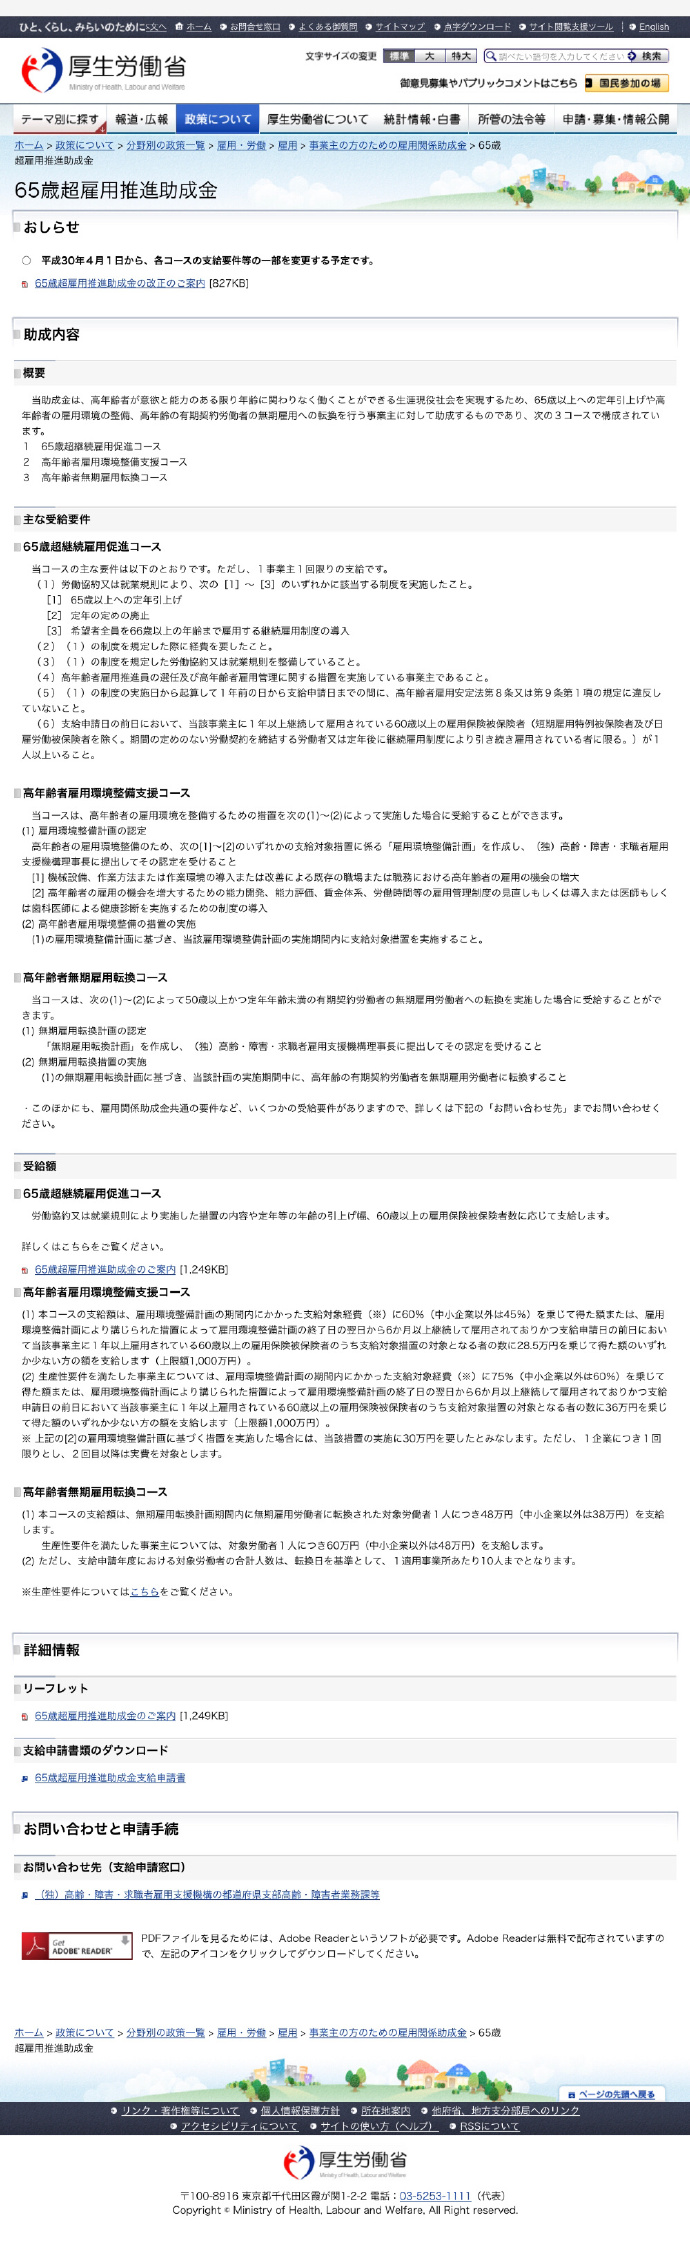 ひと、くらし、みらいのために
本文へ ホーム お問合せ窓口 よくある御質問 サイトマップ 点字ダウンロード サイト閲覧支援ツール English
厚生労働省
Ministry of Health, Labour and Welfare
文字サイズの変更 標準 大 特大 調べたい語句を入力してください 検索
御意見募集やパブリックコメントはこちら 国民参加の場
テーマ別に探す 報道・広報 政策について 厚生労働省について 統計情報・白書 所管の法令等 申請・募集・情報公開
ホーム > 政策について > 分野別の政策一覧 > 雇用・労働 > 雇用 > 事業主の方のための雇用関係助成金 > 65歳
超雇用推進助成金
65歳超雇用推進助成金
おしらせ
○ 平成30年４月１日から、各コースの支給要件等の一部を変更する予定です。
65歳超雇用推進助成金の改正のご案内 [827KB]
助成内容
概要
当助成金は、高年齢者が意欲と能力のある限り年齢に関わりなく働くことができる生涯現役社会を実現するため、65歳以上への定年引上げや高
年齢者の雇用環境の整備、高年齢の有期契約労働者の無期雇用への転換を行う事業主に対して助成するものであり、次の３コースで構成されてい
ます。
１　65歳超継続雇用促進コース
２　高年齢者雇用環境整備支援コース
３　高年齢者無期雇用転換コース
主な受給要件
65歳超継続雇用促進コース
当コースの主な要件は以下のとおりです。ただし、１事業主１回限りの支給です。
（１）労働協約又は就業規則により、次の［1］～［3］のいずれかに該当する制度を実施したこと。
［1］ 65歳以上への定年引上げ
［2］ 定年の定めの廃止
［3］ 希望者全員を66歳以上の年齢まで雇用する継続雇用制度の導入
（２）（１）の制度を規定した際に経費を要したこと。
（３）（１）の制度を規定した労働協約又は就業規則を整備していること。
（４）高年齢者雇用推進員の選任及び高年齢者雇用管理に関する措置を実施している事業主であること。
（５）（１）の制度の実施日から起算して１年前の日から支給申請日までの間に、高年齢者雇用安定法第８条又は第９条第１項の規定に違反し
ていないこと。
（６）支給申請日の前日において、当該事業主に１年以上継続して雇用されている60歳以上の雇用保険被保険者（短期雇用特例被保険者及び日
雇労働被保険者を除く。期間の定めのない労働契約を締結する労働者又は定年後に継続雇用制度により引き続き雇用されている者に限る。）が１
人以上いること。
高年齢者雇用環境整備支援コース
当コースは、高年齢者の雇用環境を整備するための措置を次の(1)～(2)によって実施した場合に受給することができます。
(1) 雇用環境整備計画の認定
高年齢者の雇用環境整備のため、次の[1]～[2]のいずれかの支給対象措置に係る「雇用環境整備計画」を作成し、（独）高齢・障害・求職者雇用
支援機構理事長に提出してその認定を受けること
[1] 機械設備、作業方法または作業環境の導入または改善による既存の職場または職務における高年齢者の雇用の機会の増大
[2] 高年齢者の雇用の機会を増大するための能力開発、能力評価、賃金体系、労働時間等の雇用管理制度の見直しもしくは導入または医師もしく
は歯科医師による健康診断を実施するための制度の導入
(2) 高年齢者雇用環境整備の措置の実施
(1)の雇用環境整備計画に基づき、当該雇用環境整備計画の実施期間内に支給対象措置を実施すること。
高年齢者無期雇用転換コース
当コースは、次の(1)～(2)によって50歳以上かつ定年年齢未満の有期契約労働者の無期雇用労働者への転換を実施した場合に受給することがで
きます。
(1) 無期雇用転換計画の認定
「無期雇用転換計画」を作成し、（独）高齢・障害・求職者雇用支援機構理事長に提出してその認定を受けること
(2) 無期雇用転換措置の実施
(1)の無期雇用転換計画に基づき、当該計画の実施期間中に、高年齢の有期契約労働者を無期雇用労働者に転換すること
・このほかにも、雇用関係助成金共通の要件など、いくつかの受給要件がありますので、詳しくは下記の「お問い合わせ先」までお問い合わせく
ださい。
受給額
65歳超継続雇用促進コース
労働協約又は就業規則により実施した措置の内容や定年等の年齢の引上げ幅、60歳以上の雇用保険被保険者数に応じて支給します。
詳しくはこちらをご覧ください。
65歳超雇用推進助成金のご案内 [1,249KB]
高年齢者雇用環境整備支援コース
(1) 本コースの支給額は、雇用環境整備計画の期間内にかかった支給対象経費（※）に60％（中小企業以外は45％）を乗じて得た額または、雇用
環境整備計画により講じられた措置によって雇用環境整備計画の終了日の翌日から6か月以上継続して雇用されておりかつ支給申請日の前日におい
て当該事業主に１年以上雇用されている60歳以上の雇用保険被保険者のうち支給対象措置の対象となる者の数に28.5万円を乗じて得た額のいずれ
か少ない方の額を支給します（上限額1,000万円）。
(2) 生産性要件を満たした事業主については、雇用環境整備計画の期間内にかかった支給対象経費（※）に75％（中小企業以外は60％）を乗じて
得た額または、雇用環境整備計画により講じられた措置によって雇用環境整備計画の終了日の翌日から6か月以上継続して雇用されておりかつ支給
申請日の前日において当該事業主に１年以上雇用されている60歳以上の雇用保険被保険者のうち支給対象措置の対象となる者の数に36万円を乗じ
て得た額のいずれか少ない方の額を支給します（上限額1,000万円）。
※ 上記の[2]の雇用環境整備計画に基づく措置を実施した場合には、当該措置の実施に30万円を要したとみなします。ただし、１企業につき１回
限りとし、２回目以降は実費を対象とします。
高年齢者無期雇用転換コース
(1) 本コースの支給額は、無期雇用転換計画期間内に無期雇用労働者に転換された対象労働者１人につき48万円（中小企業以外は38万円）を支給
します。
生産性要件を満たした事業主については、対象労働者１人につき60万円（中小企業以外は48万円）を支給します。
(2) ただし、支給申請年度における対象労働者の合計人数は、転換日を基準として、１適用事業所あたり10人までとなります。
※生産性要件についてはこちらをご覧ください。
詳細情報
リーフレット
65歳超雇用推進助成金のご案内 [1,249KB]
支給申請書類のダウンロード
65歳超雇用推進助成金支給申請書
お問い合わせと申請手続
お問い合わせ先（支給申請窓口）
（独）高齢・障害・求職者雇用支援機構の都道府県支部高齢・障害者業務課等
Get ADOBE® READER®
PDFファイルを見るためには、Adobe Readerというソフトが必要です。Adobe Readerは無料で配布されていますの
で、左記のアイコンをクリックしてダウンロードしてください。
ホーム > 政策について > 分野別の政策一覧 > 雇用・労働 > 雇用 > 事業主の方のための雇用関係助成金 > 65歳
超雇用推進助成金
ページの先頭へ戻る
リンク・著作権等について 個人情報保護方針 所在地案内 他府省、地方支分部局へのリンク
アクセシビリティについて サイトの使い方（ヘルプ） RSSについて
厚生労働省
Ministry of Health, Labour and Welfare
〒100-8916 東京都千代田区霞が関1-2-2 電話：03-5253-1111（代表）
Copyright © Ministry of Health, Labour and Welfare, All Right reserved.